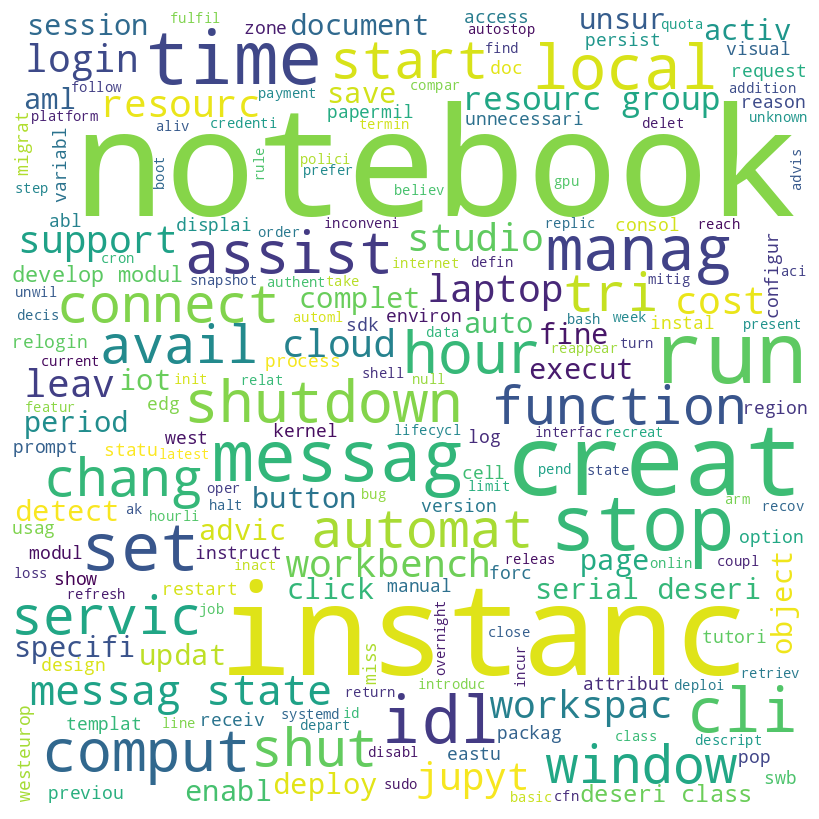 fulfil
session
zone
document
access
autostop
unsur
quota
activ
persist
login
time
start
find
local
visual
follow
payment
compar
doc
request
aml
resourc
save
resourc group
addition
platform
credenti
papermil
delet
reason
aliv
termin
unnecessari
unknown
migrat
variabl
notebook
step
boot
rule
polici
prefer
believ
gpu
advis
abl
displai
order
inconveni
replic
consol
reach
support
cron
assist
studio
manag
configur
aci
develop modul
snapshot
authent
take
internet
defin
mitig
unwil
connect
complet
laptop
tri
cost
decis
automl
environ
data
bash
week
instal
present
relogin
sdk
auto
fine
turn
current
avail
cloud
hour
reappear
run
process
shell
null
execut
leav
iot
init
relat
featur
edg
shutdown
function
region
period
west
kernel
lifecycl
log
interfac
recreat
prompt
statu
latest
messag
creat
chang
cell
pend
state
oper
button
bug
limit
arm
detect
ak
hourli
halt
version
stop
recov
usag
advic
automat
option
modul
set
instruct
workbench
releas
page
onlin
coupl
loss
show
inact
forc
refresh
restart
click
manual
serial deseri
object
servic
job
instanc
close
tutori
specifi
updat
miss
overnight
incur
design
retriev
messag state
return
introduc
attribut
deploi
westeurop
templat
line
receiv
systemd
id
idl
workspac
cli
depart
packag
class
descript
comput
shut
disabl
eastu
window
pop
swb
previou
enabl
deploy
sudo
jupyt
basic
cfn
deseri class